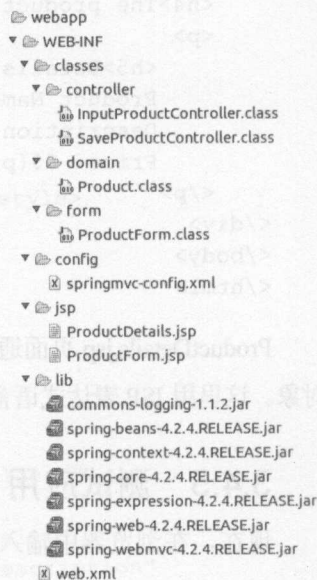 webapp
WEB-INF
classes
controller
InputProductController.class
SaveProductController.class
domain
Product.class
form
ProductForm.class
config
springmvc-config.xml
jsp
ProductDetails.jsp
ProductForm.jsp
lib
commons-logging-1.1.2.jar
spring-beans-4.2.4.RELEASE.jar
spring-context-4.2.4.RELEASE.jar
spring-core-4.2.4.RELEASE.jar
spring-expression-4.2.4.RELEASE.jar
spring-web-4.2.4.RELEASE.jar
spring-webmvc-4.2.4.RELEASE.jar
web.xml